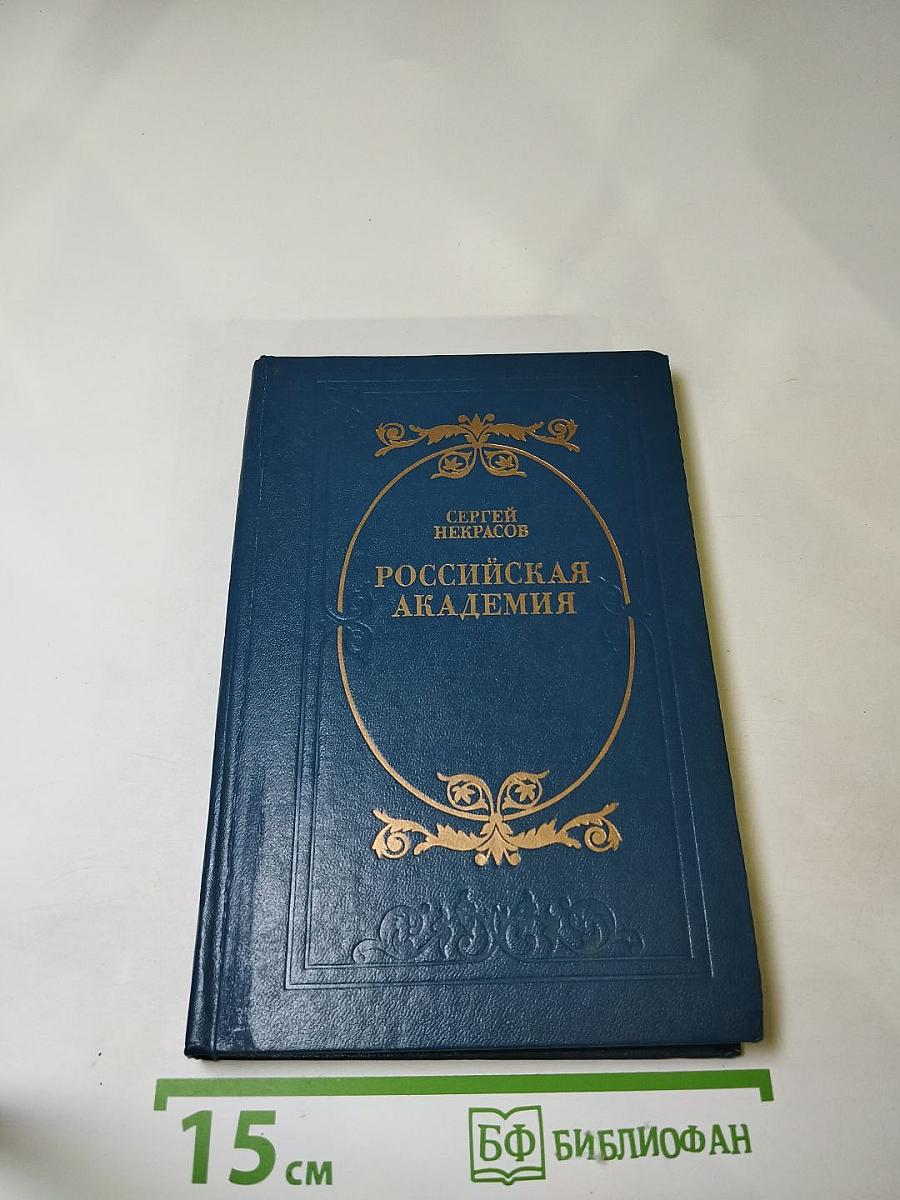 СЕРГЕЙ
НЕКРАСОВ
РОССИЙСКАЯ
АКАДЕМИЯ
15 см
БФ БИБЛИОФАН